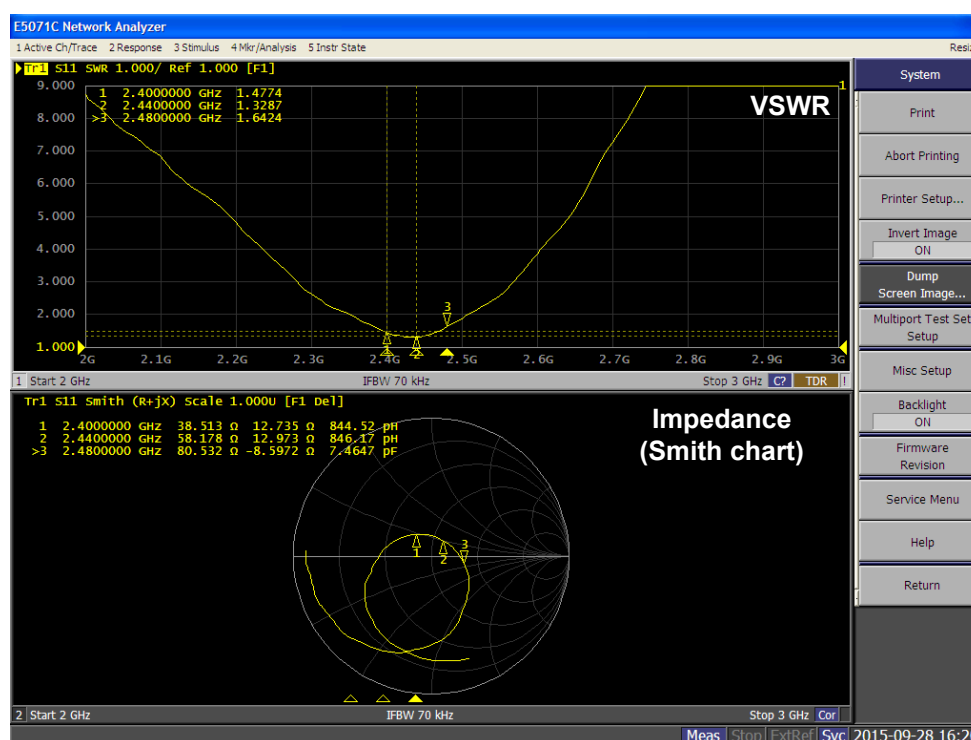 E5071C Network Analyzer
1 Active Ch/Trace 2 Response 3 Stimulus 4 Mkr/Analysis 5 Instr State
Tr1 S11 SWR 1.000/ Ref 1.000 [F1]
1 2.4000000 GHz 1.4774
2 2.4400000 GHz 1.3287
>3 2.4800000 GHz 1.6424
VSWR
1
9.000
8.000
7.000
6.000
5.000
4.000
3.000
2.000
1.000
3
1 2
2G 2.1G 2.2G 2.3G 2.4G 2.5G 2.6G 2.7G 2.8G 2.9G 3G
1 Start 2 GHz IFBW 70 kHz Stop 3 GHz C? TDR !
Tr1 S11 Smith (R+jX) Scale 1.000U [F1 Del]
1 2.4000000 GHz 38.513 Ω 12.735 Ω 844.52 pH
2 2.4400000 GHz 58.178 Ω 12.973 Ω 846.17 pH
>3 2.4800000 GHz 80.532 Ω -8.5972 Ω 7.4647 pF
Impedance
(Smith chart)
1 2 3
2 Start 2 GHz IFBW 70 kHz Stop 3 GHz Cor
Meas Stop ExtRef Svc 2015-09-28 16:2
System
Print
Abort Printing
Printer Setup...
Invert Image
ON
Dump
Screen Image...
Multiport Test Set
Setup
Misc Setup
Backlight
ON
Firmware
Revision
Service Menu
Help
Return